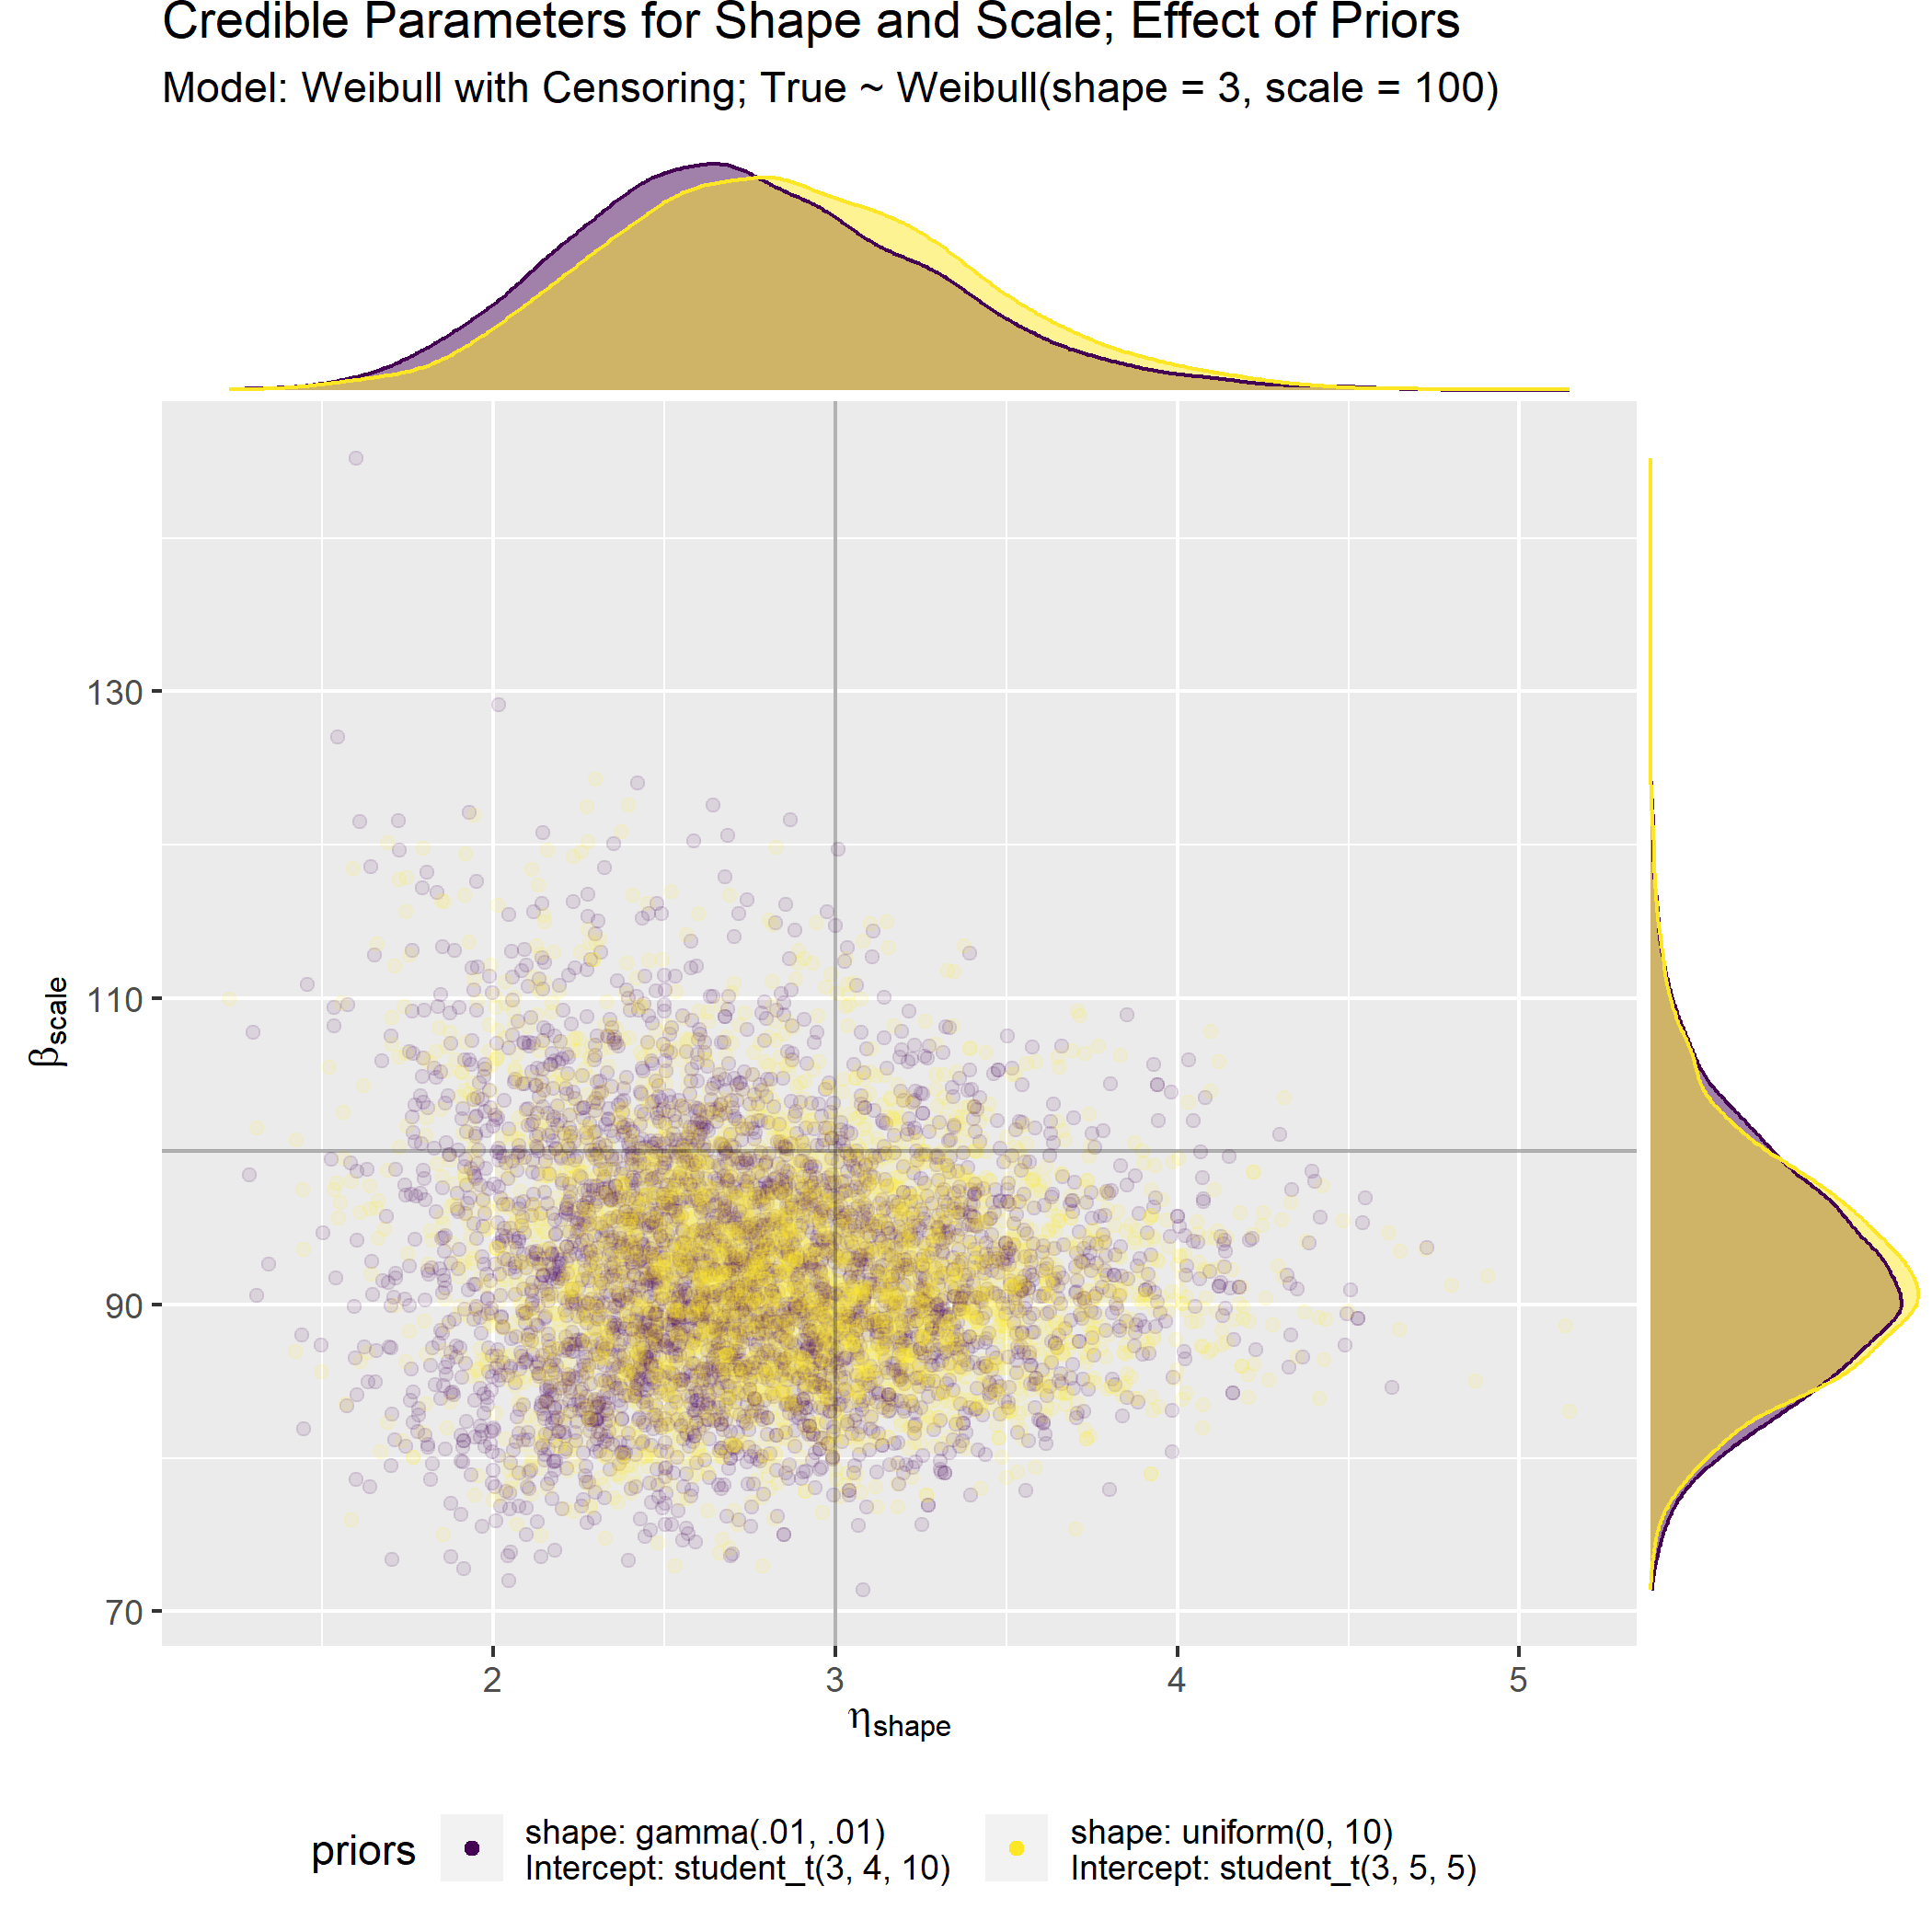 Credible Parameters for Shape and Scale; Effect of Priors
Model: Weibull with Censoring; True ~ Weibull(shape = 3, scale = 100)
130
110
90
70
βscale
2 3 4 5
ηshape
priors
shape: gamma(.01, .01)
Intercept: student_t(3, 4, 10)
shape: uniform(0, 10)
Intercept: student_t(3, 5, 5)